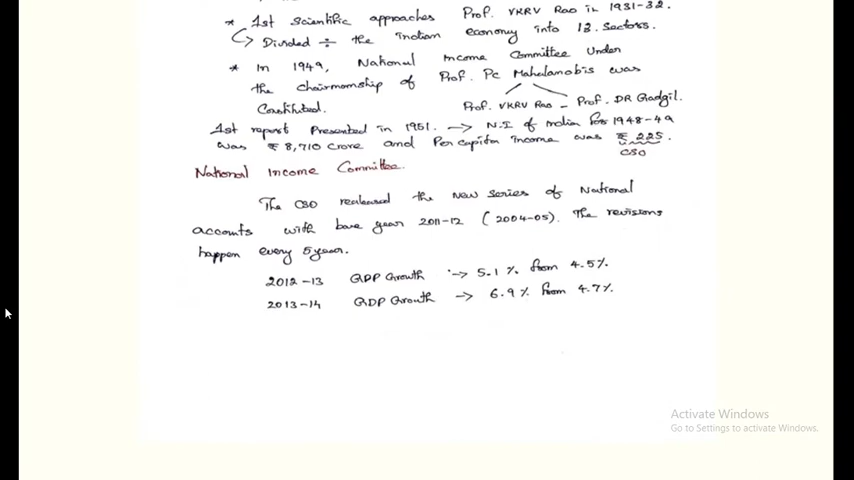 * 1st Scientific approaches Prof. VKRV Rao in 1931-32.
Divided ÷ the Indian economy into 13 Sectors.
* In 1949, National Income Committee Under
the chairmonship of Prof. Pc Mahalanobis was
Constituted. Prof. VKRV Rao - Prof. DR Gadgil.
1st report Presented in 1951. → N.I of Indian for 1948-49
was ₹ 8,710 crore and Per capita income was ₹ 225.
CSO
National Income Committee.
The CSO realeared the New Series of National
accounts with base year 2011-12 (2004-05). The revisions
happen every 5 year.
2012-13 GDP Growth → 5.1 % from 4.5%.
2013-14 GDP Growth → 6.9 % from 4.7%.
Activate Windows
Go to Settings to activate Windows.